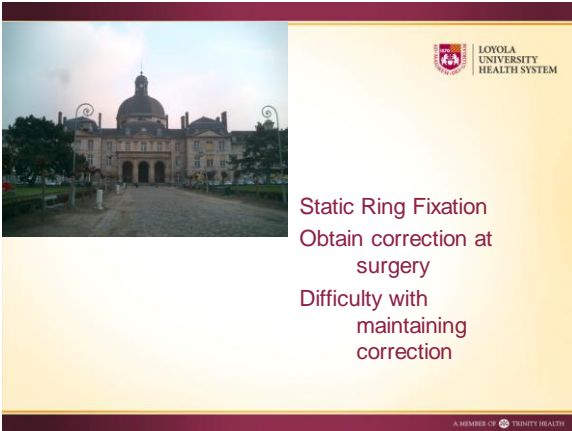 LOYOLA
UNIVERSITY
HEALTH SYSTEM
Static Ring Fixation
Obtain correction at
surgery
Difficulty with
maintaining
correction
A MEMBER OF TRINITY HEALTH